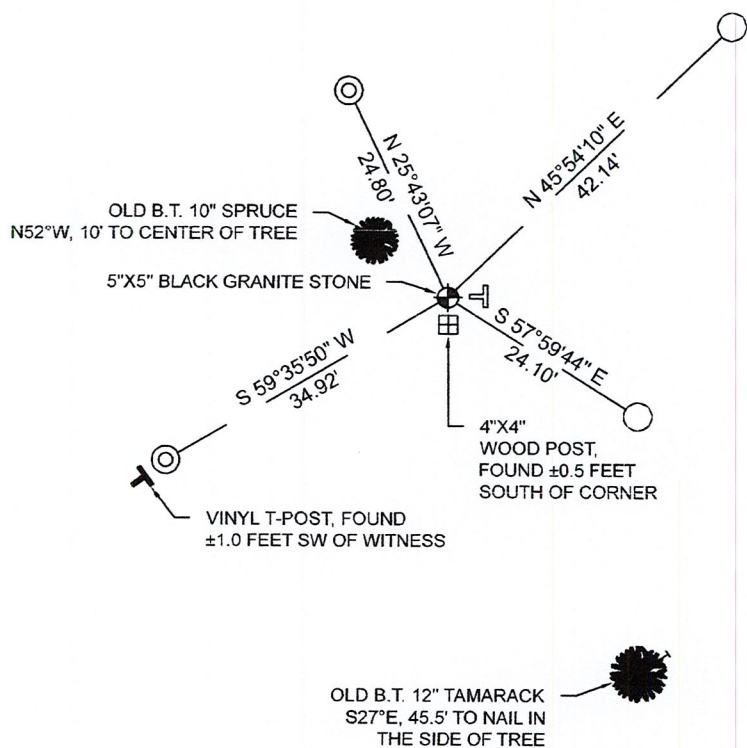 N 45°54'10" E
42.14'
N 25°43'07" W
24.80'
OLD B.T. 10" SPRUCE
N52°W, 10' TO CENTER OF TREE
5"X5" BLACK GRANITE STONE
S 57°59'44" E
24.10'
S 59°35'50" W
34.92'
4"X4"
WOOD POST,
FOUND ±0.5 FEET
SOUTH OF CORNER
VINYL T-POST, FOUND
±1.0 FEET SW OF WITNESS
OLD B.T. 12" TAMARACK
S27°E, 45.5' TO NAIL IN
THE SIDE OF TREE